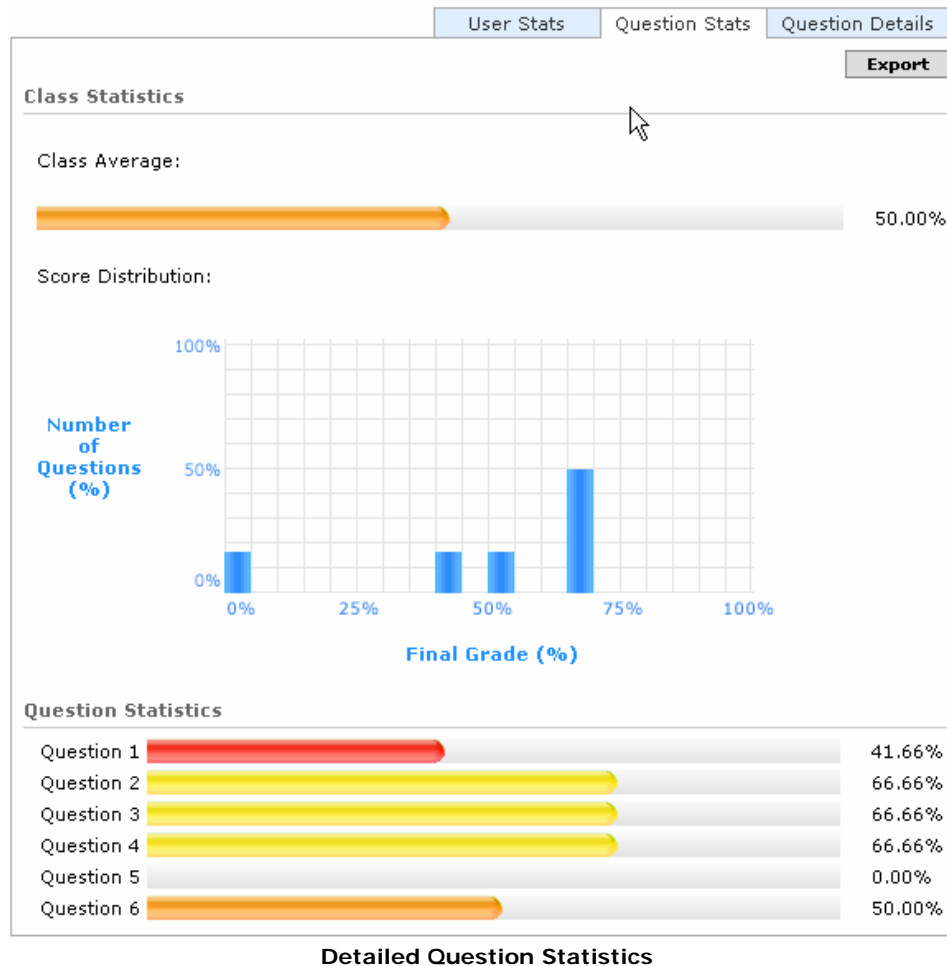 User Stats Question Stats Question Details
Export
Class Statistics
Class Average:
50.00%
Score Distribution:
100%
Number
of
Questions
(%)
50%
0%
0% 25% 50% 75% 100%
Final Grade (%)
Question Statistics
Question 1 41.66%
Question 2 66.66%
Question 3 66.66%
Question 4 66.66%
Question 5 0.00%
Question 6 50.00%
Detailed Question Statistics